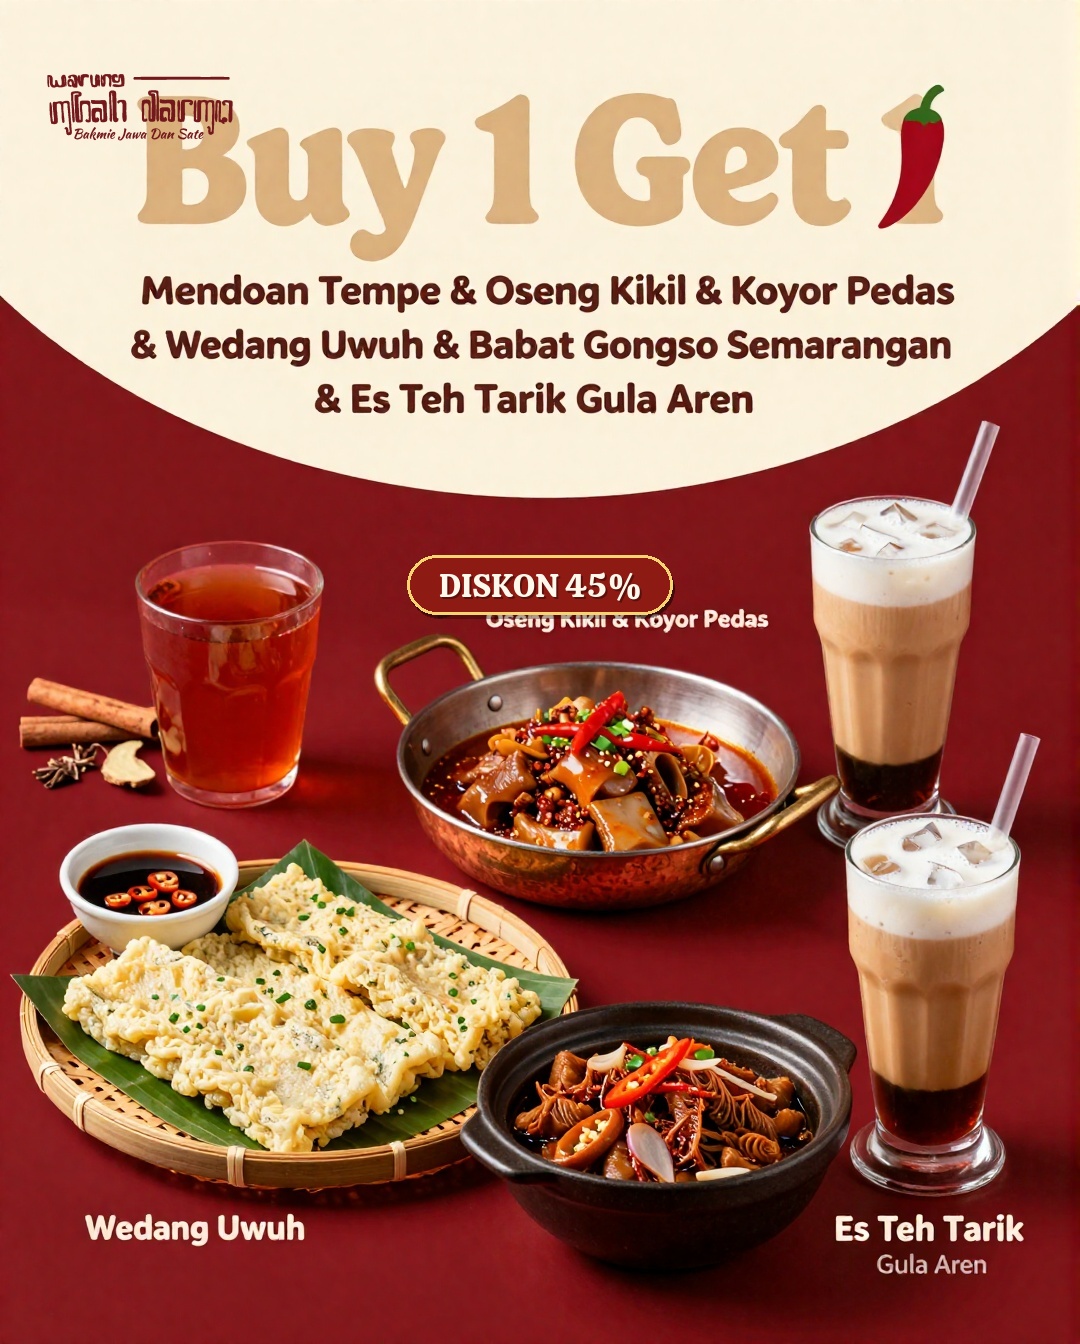 warung
mbah darmo
Bakmie Jawa Dan Sate
Buy 1 Get 1
Mendoan Tempe & Oseng Kikil & Koyor Pedas
& Wedang Uwuh & Babat Gongso Semarangan
& Es Teh Tarik Gula Aren
DISKON 45%
Oseng Kikil & Koyor Pedas
Wedang Uwuh
Es Teh Tarik
Gula Aren